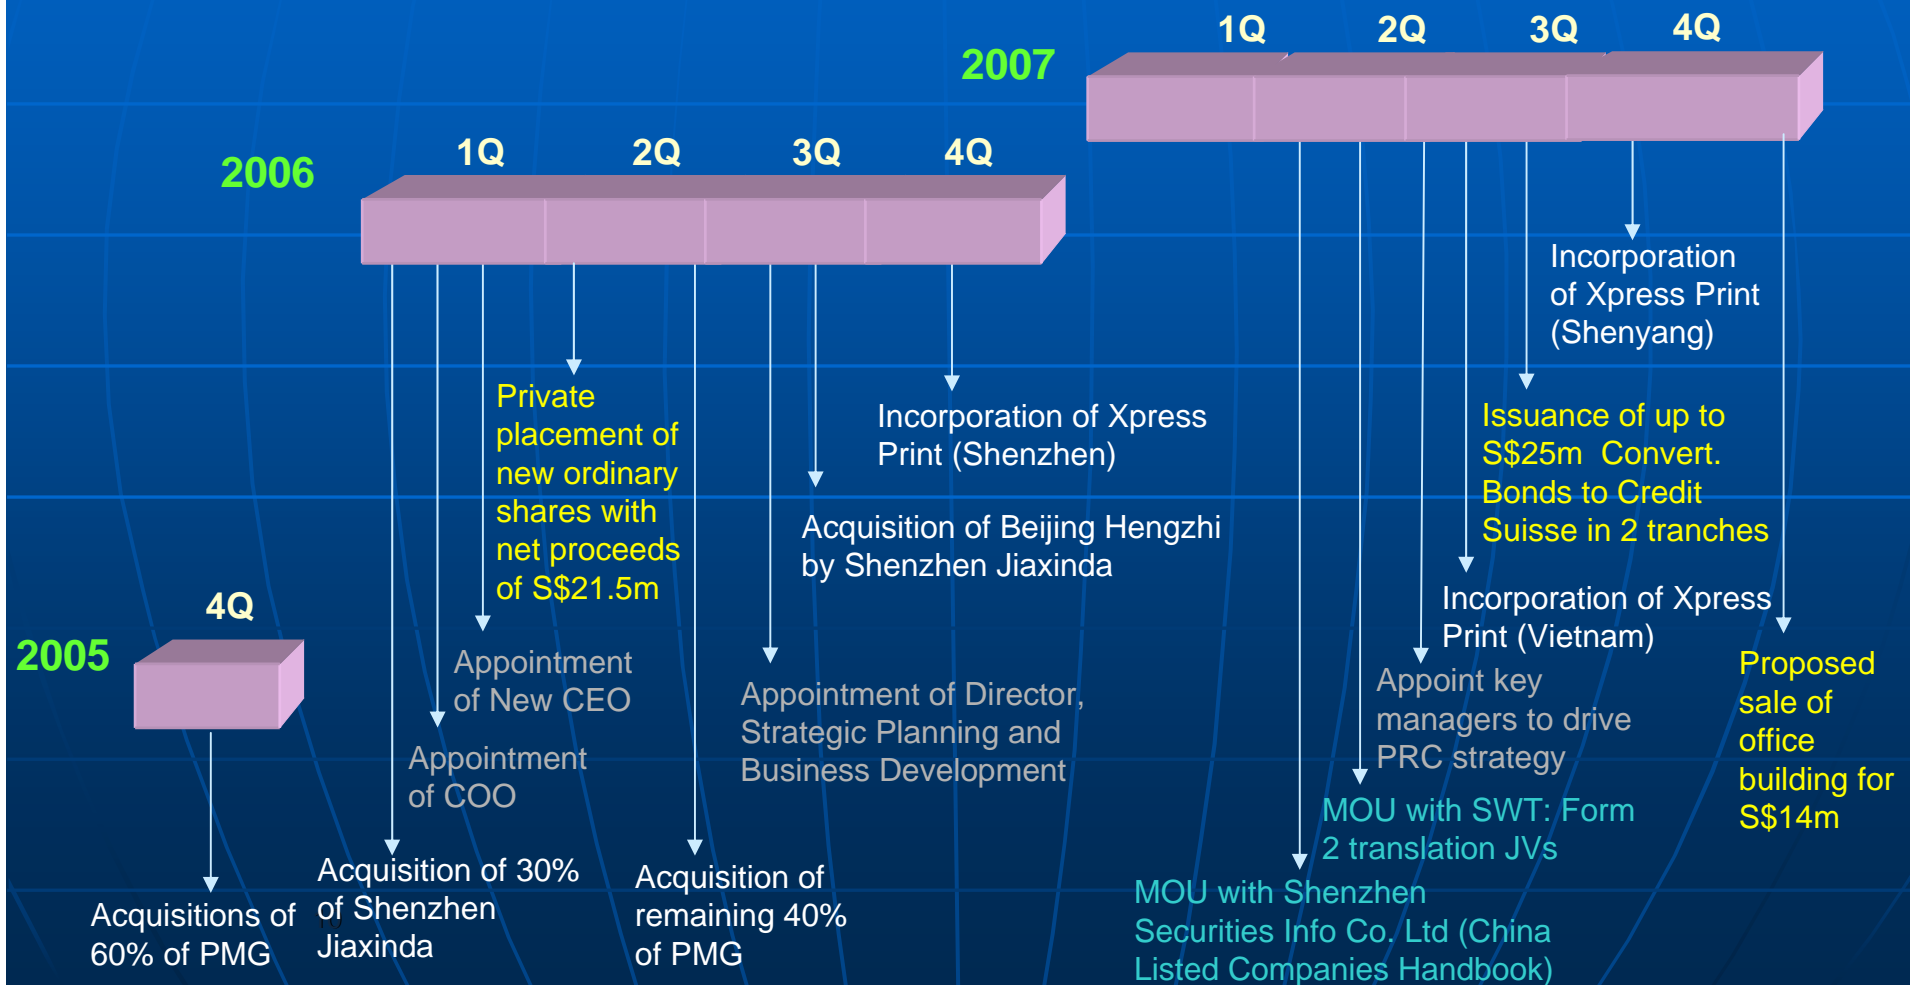 2007
1Q
2Q
3Q
4Q
2006
1Q
2Q
3Q
4Q
2005
4Q
Acquisitions of
60% of PMG
Acquisition of 30%
of Shenzhen
Jiaxinda
Appointment
of COO
Appointment
of New CEO
Private
placement of
new ordinary
shares with
net proceeds
of S$21.5m
Acquisition of
remaining 40%
of PMG
Appointment of Director,
Strategic Planning and
Business Development
Acquisition of Beijing Hengzhi
by Shenzhen Jiaxinda
Incorporation of Xpress
Print (Shenzhen)
MOU with Shenzhen
Securities Info Co. Ltd (China
Listed Companies Handbook)
MOU with SWT: Form
2 translation JVs
Appoint key
managers to drive
PRC strategy
Incorporation of Xpress
Print (Vietnam)
Issuance of up to
S$25m Convert.
Bonds to Credit
Suisse in 2 tranches
Incorporation
of Xpress Print
(Shenyang)
Proposed
sale of
office
building for
S$14m